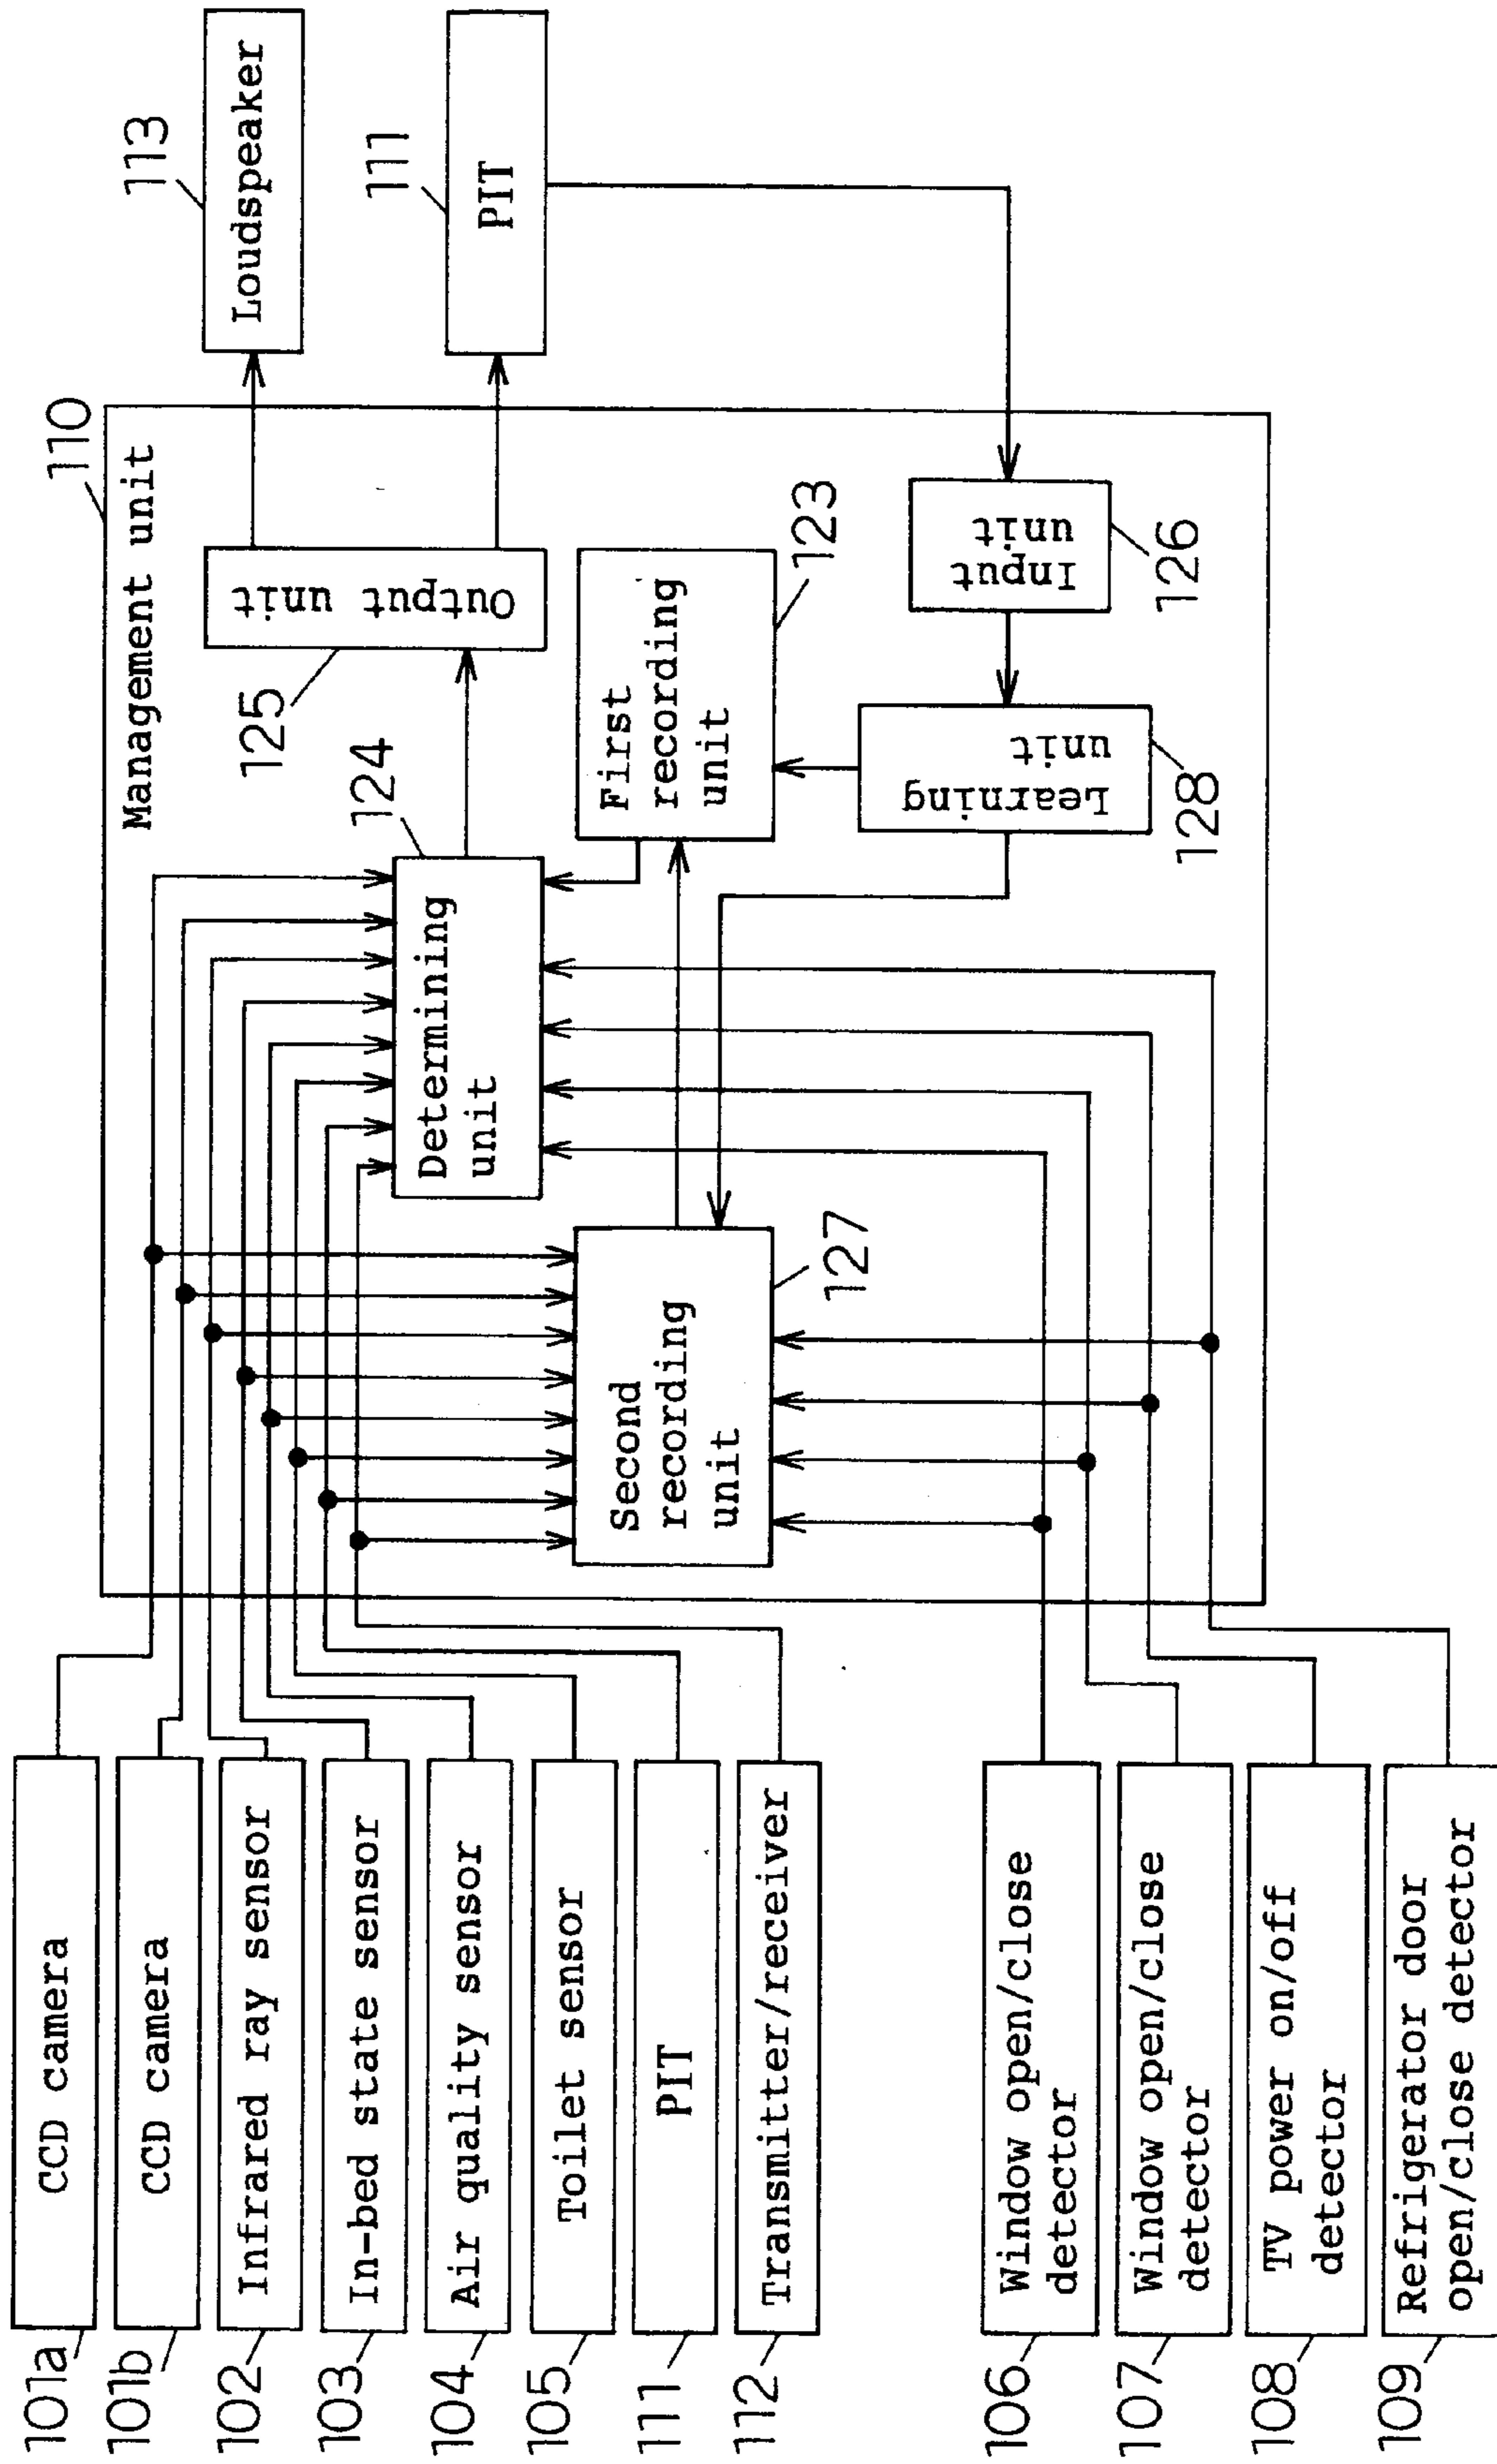 101a
CCD camera
101b
CCD camera
102
Infrared ray sensor
103
In-bed state sensor
104
Air quality sensor
105
Toilet sensor
111
PIT
112
Transmitter/receiver
106
Window open/close
detector
107
Window open/close
detector
108
TV power on/off
detector
109
Refrigerator door
open/close detector
110
Management unit
Second
recording
unit
127
Determining
unit
124
Output unit
125
First
recording
unit
123
Learning
unit
128
Input
unit
126
Loudspeaker
113
PIT
111